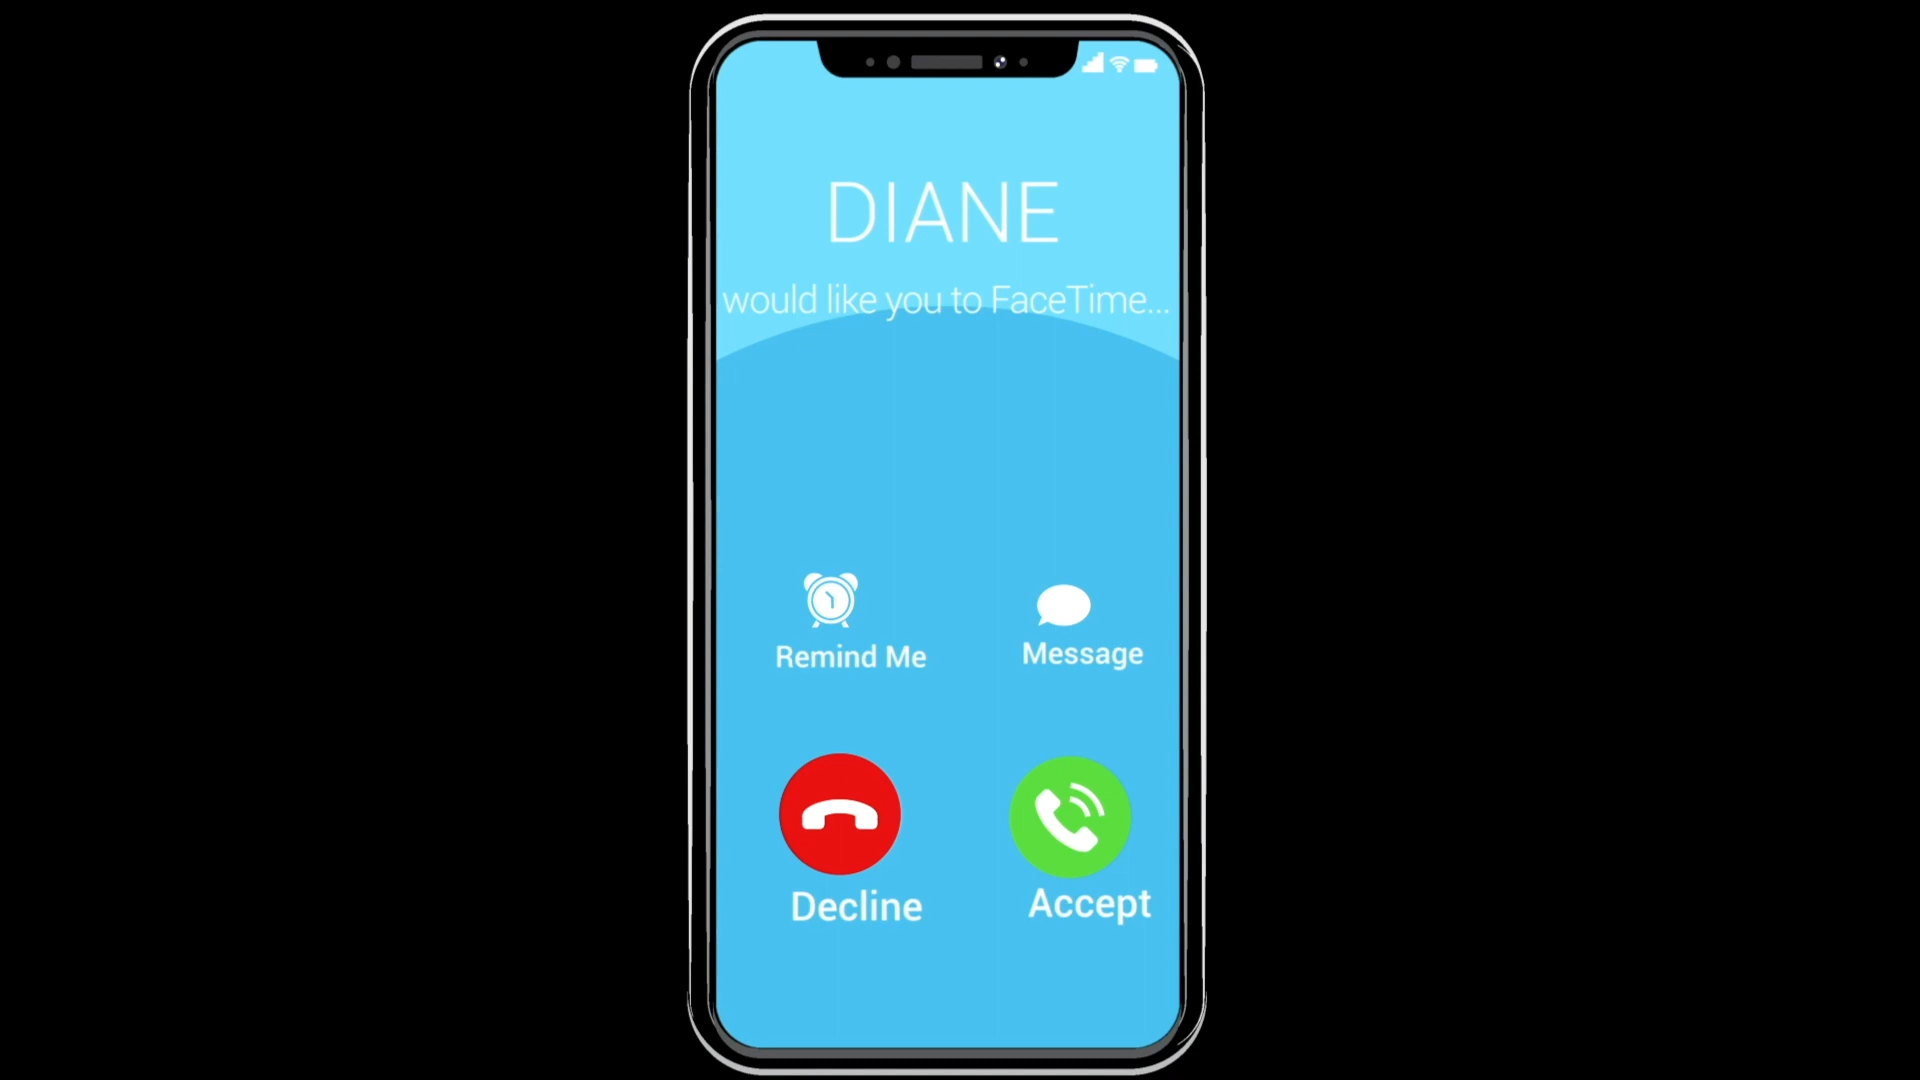 DIANE
would like you to FaceTime...
Remind Me
Message
Decline
Accept